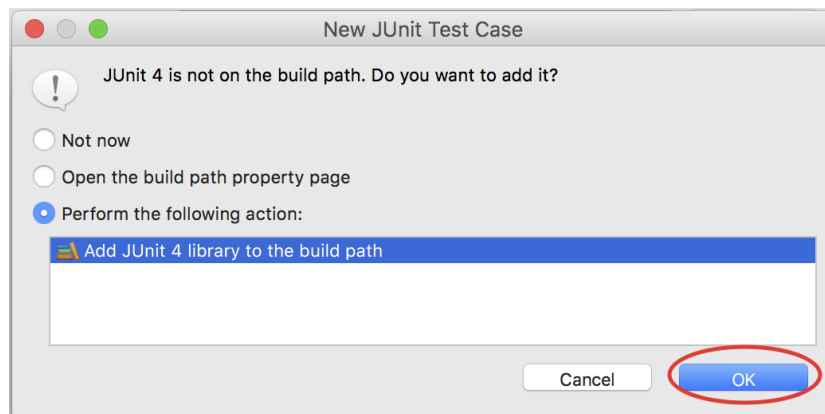 New JUnit Test Case
JUnit 4 is not on the build path. Do you want to add it?
Not now
Open the build path property page
Perform the following action:
Add JUnit 4 library to the build path
Cancel
OK